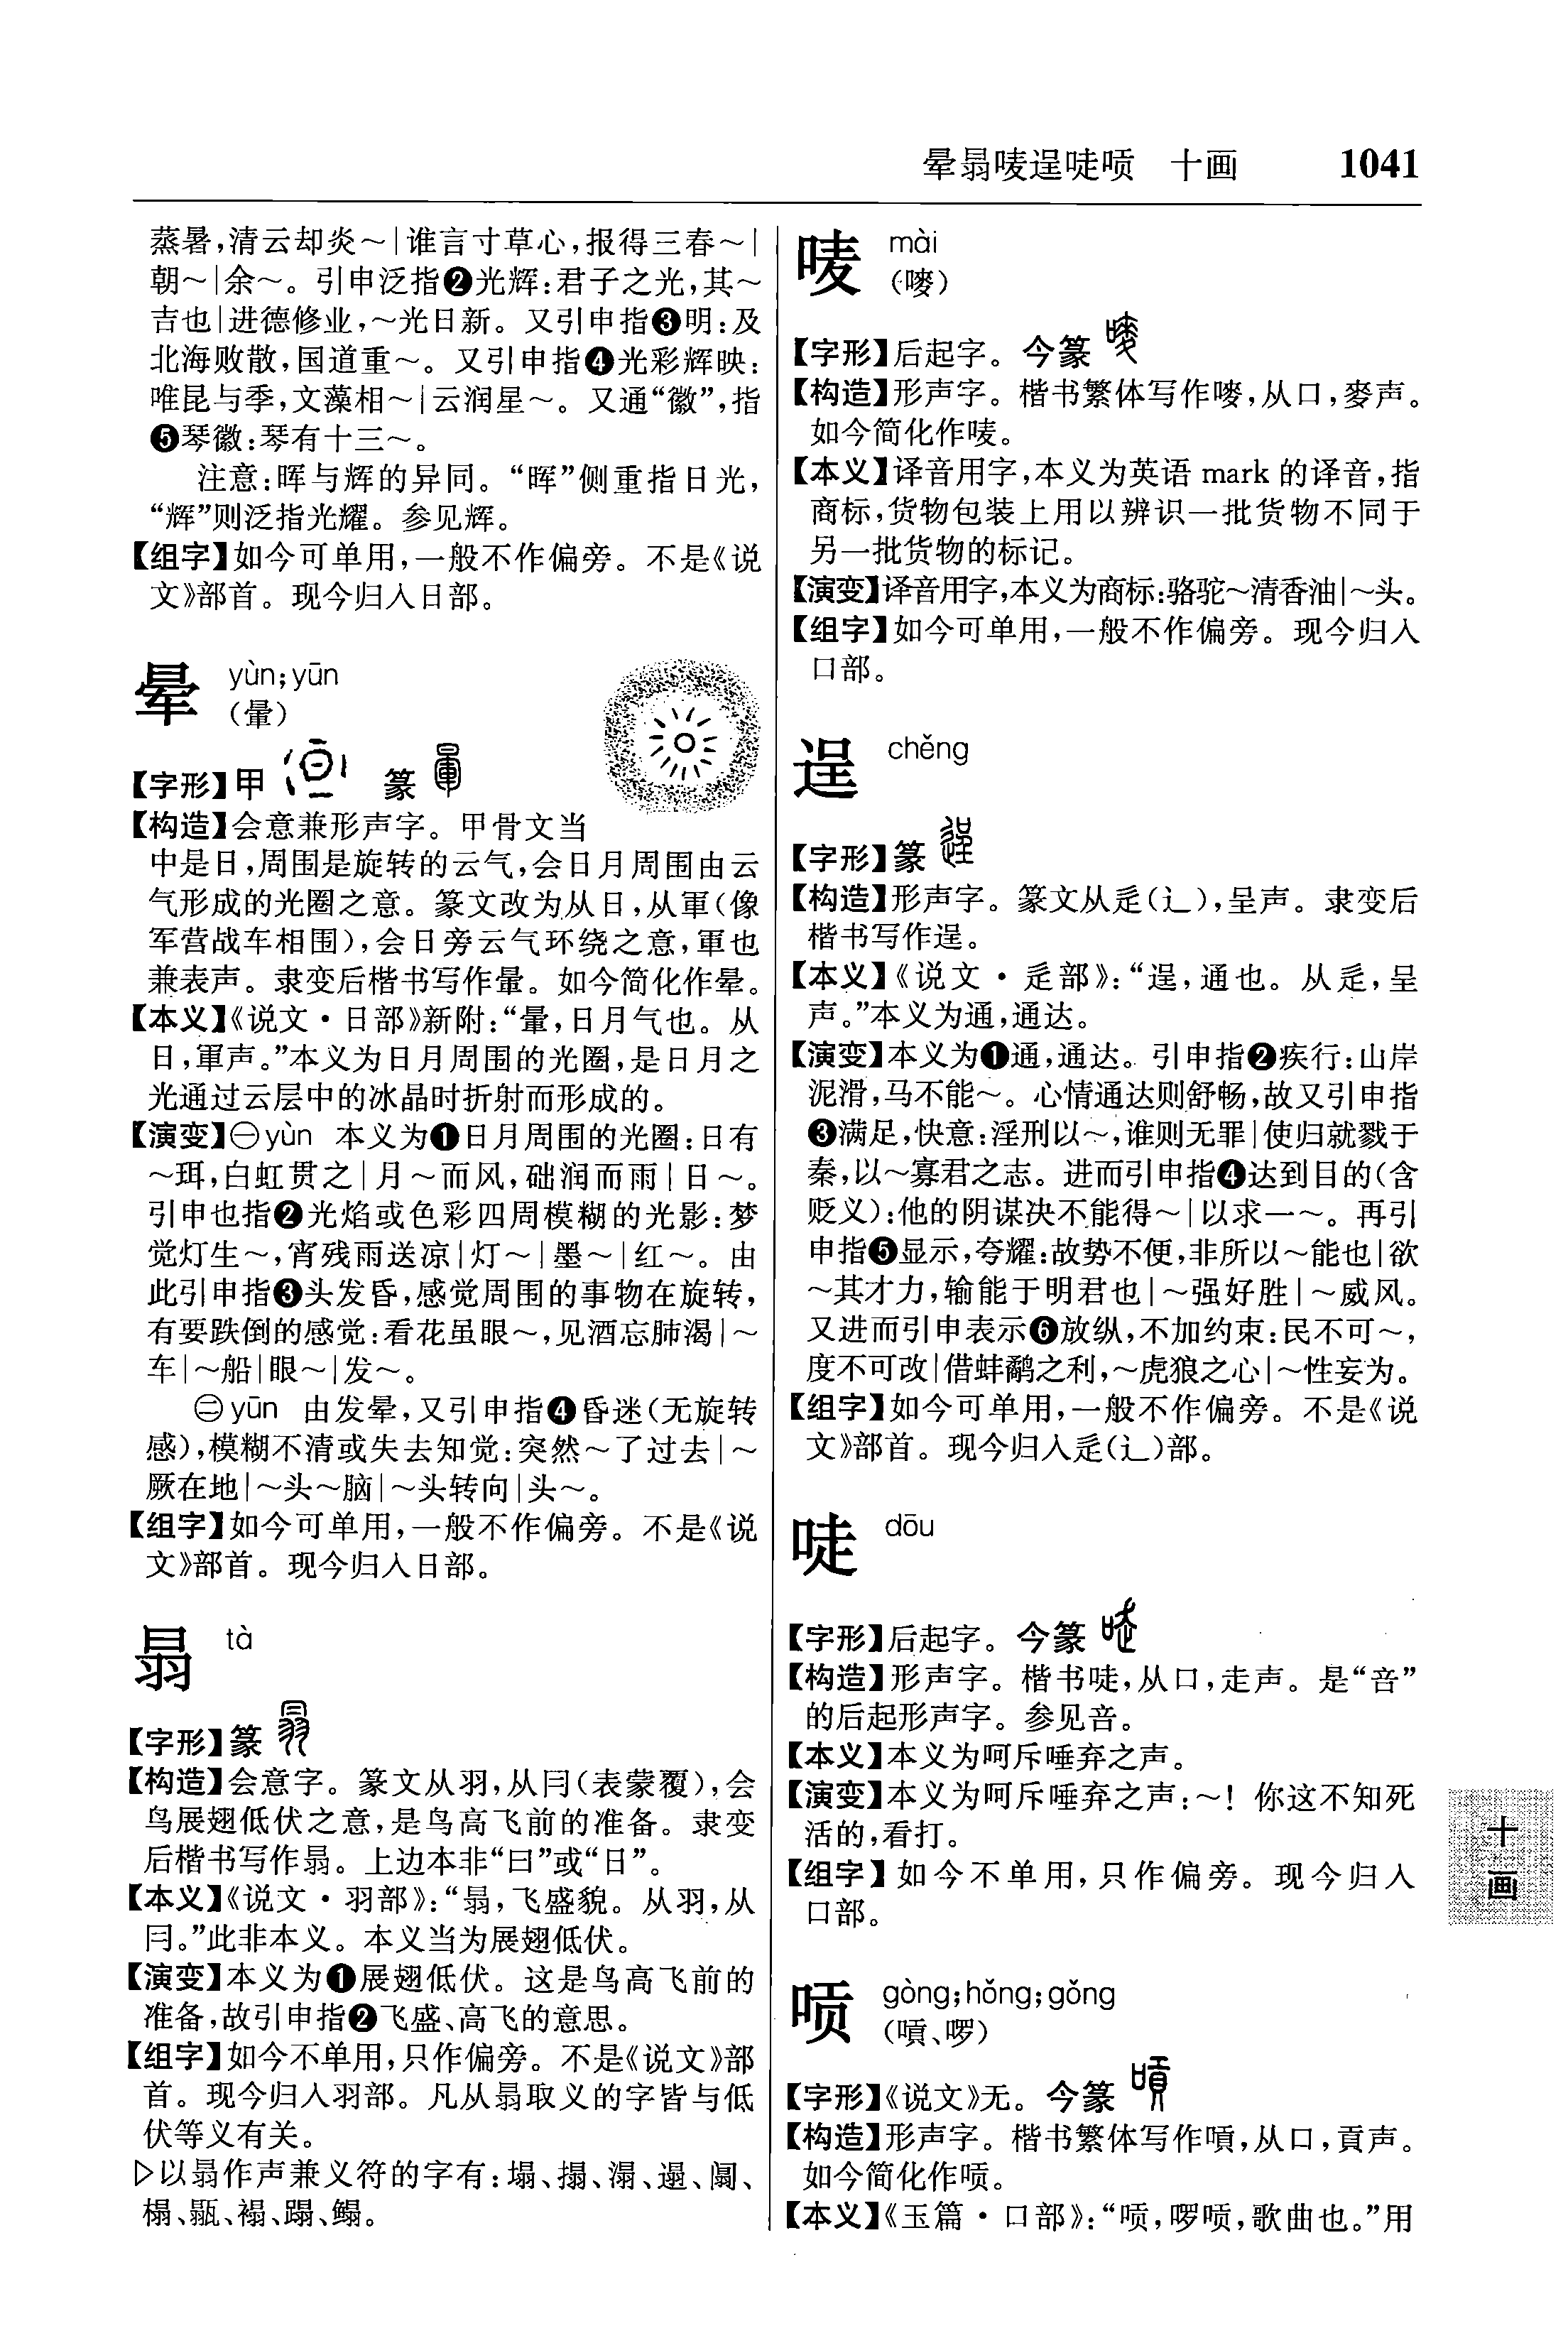 晕弱唛逞唗唝　十画　1041
蒸暑,清云却炎～|谁言寸草心,报得三春～|
朝～|余～。引申泛指❷光辉:君子之光,其～
吉也|进德修业,～光日新。又引申指❸明:及
北海败散,国道重～。又引申指❹光彩辉映:
唯昆与季,文藻相～|云润星～。又通“徽”,指
❺琴徽:琴有十三～。
注意:晖与辉的异同。“晖”侧重指日光,
“辉”则泛指光耀。参见辉。
【组字】如今可单用,一般不作偏旁。不是《说
文》部首。现今归入日部。
晕 yùn;yūn
(暈)
【字形】甲 篆
【构造】会意兼形声字。甲骨文当
中是日,周围是旋转的云气,会日月周围由云
气形成的光圈之意。篆文改为从日,从軍(像
军营战车相围),会日旁云气环绕之意,軍也
兼表声。隶变后楷书写作暈。如今简化作晕。
【本义】《说文·日部》新附:“暈,日月气也。从
日,軍声。”本义为日月周围的光圈,是日月之
光通过云层中的冰晶时折射而形成的。
【演变】㊀yùn 本义为❶日月周围的光圈:日有
～珥,白虹贯之|月～而风,础润而雨|日～。
引申也指❷光焰或色彩四周模糊的光影:梦
觉灯生～,宵残雨送凉|灯～|墨～|红～。由
此引申指❸头发昏,感觉周围的事物在旋转,
有要跌倒的感觉:看花虽眼～,见酒忘肺渴|～
车|～船|眼～|发～。
㊁yūn 由发晕,又引申指❹昏迷(无旋转
感),模糊不清或失去知觉:突然～了过去|～
厥在地|～头～脑|～头转向|头～。
【组字】如今可单用,一般不作偏旁。不是《说
文》部首。现今归入日部。
弱 tà
【字形】篆
【构造】会意字。篆文从羽,从冃(表蒙覆),会
鸟展翅低伏之意,是鸟高飞前的准备。隶变
后楷书写作㬼。上边本非“曰”或“日”。
【本义】《说文·羽部》:“㬼,飞盛貌。从羽,从
冃。”此非本义。本义当为展翅低伏。
【演变】本义为❶展翅低伏。这是鸟高飞前的
准备,故引申指❷飞盛、高飞的意思。
【组字】如今不单用,只作偏旁。不是《说文》部
首。现今归入羽部。凡从㬼取义的字皆与低
伏等义有关。
▷以㬼作声兼义符的字有:塌、搨、溻、遢、阘、
榻、毾、褟、蹋、鳎。
唛 mài
(嘜)
【字形】后起字。今篆
【构造】形声字。楷书繁体写作嘜,从口,麥声。
如今简化作唛。
【本义】译音用字,本义为英语 mark 的译音,指
商标,货物包装上用以辨识一批货物不同于
另一批货物的标记。
【演变】译音用字,本义为商标:骆驼～清香油|～头。
【组字】如今可单用,一般不作偏旁。现今归入
口部。
逞 chěng
【字形】篆
【构造】形声字。篆文从辵(辶),呈声。隶变后
楷书写作逞。
【本义】《说文·辵部》:“逞,通也。从辵,呈
声。”本义为通,通达。
【演变】本义为❶通,通达。引申指❷疾行:山岸
泥滑,马不能～。心情通达则舒畅,故又引申指
❸满足,快意:淫刑以～,谁则无罪|使归就戮于
秦,以～寡君之志。进而引申指❹达到目的(含
贬义):他的阴谋决不能得～|以求一～。再引
申指❺显示,夸耀:故势不便,非所以～能也|欲
～其才力,输能于明君也|～强好胜|～威风。
又进而引申表示❻放纵,不加约束:民不可～,
度不可改|借蚌鹬之利,～虎狼之心|～性妄为。
【组字】如今可单用,一般不作偏旁。不是《说
文》部首。现今归入辵(辶)部。
唗 dōu
【字形】后起字。今篆
【构造】形声字。楷书唗,从口,走声。是“咅”
的后起形声字。参见咅。
【本义】本义为呵斥唾弃之声。
【演变】本义为呵斥唾弃之声:～!你这不知死
活的,看打。
【组字】如今不单用,只作偏旁。现今归入
口部。
唝 gòng;hǒng;gǒng
(嗊、啰)
【字形】《说文》无。今篆
【构造】形声字。楷书繁体写作嗊,从口,貢声。
如今简化作唝。
【本义】《玉篇·口部》:“唝,啰唝,歌曲也。”用
十画